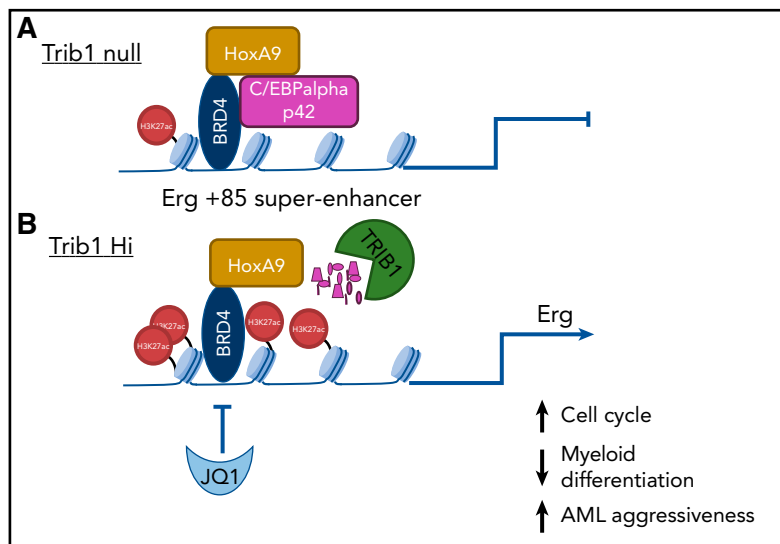 A
Trib1 null
HoxA9
C/EBPalpha
p42
H3K27ac
BRD4
Erg +85 super-enhancer
B
Trib1 Hi
TRIB1
HoxA9
H3K27ac
H3K27ac
H3K27ac
H3K27ac
BRD4
Erg
JQ1
Cell cycle
Myeloid
differentiation
AML aggressiveness